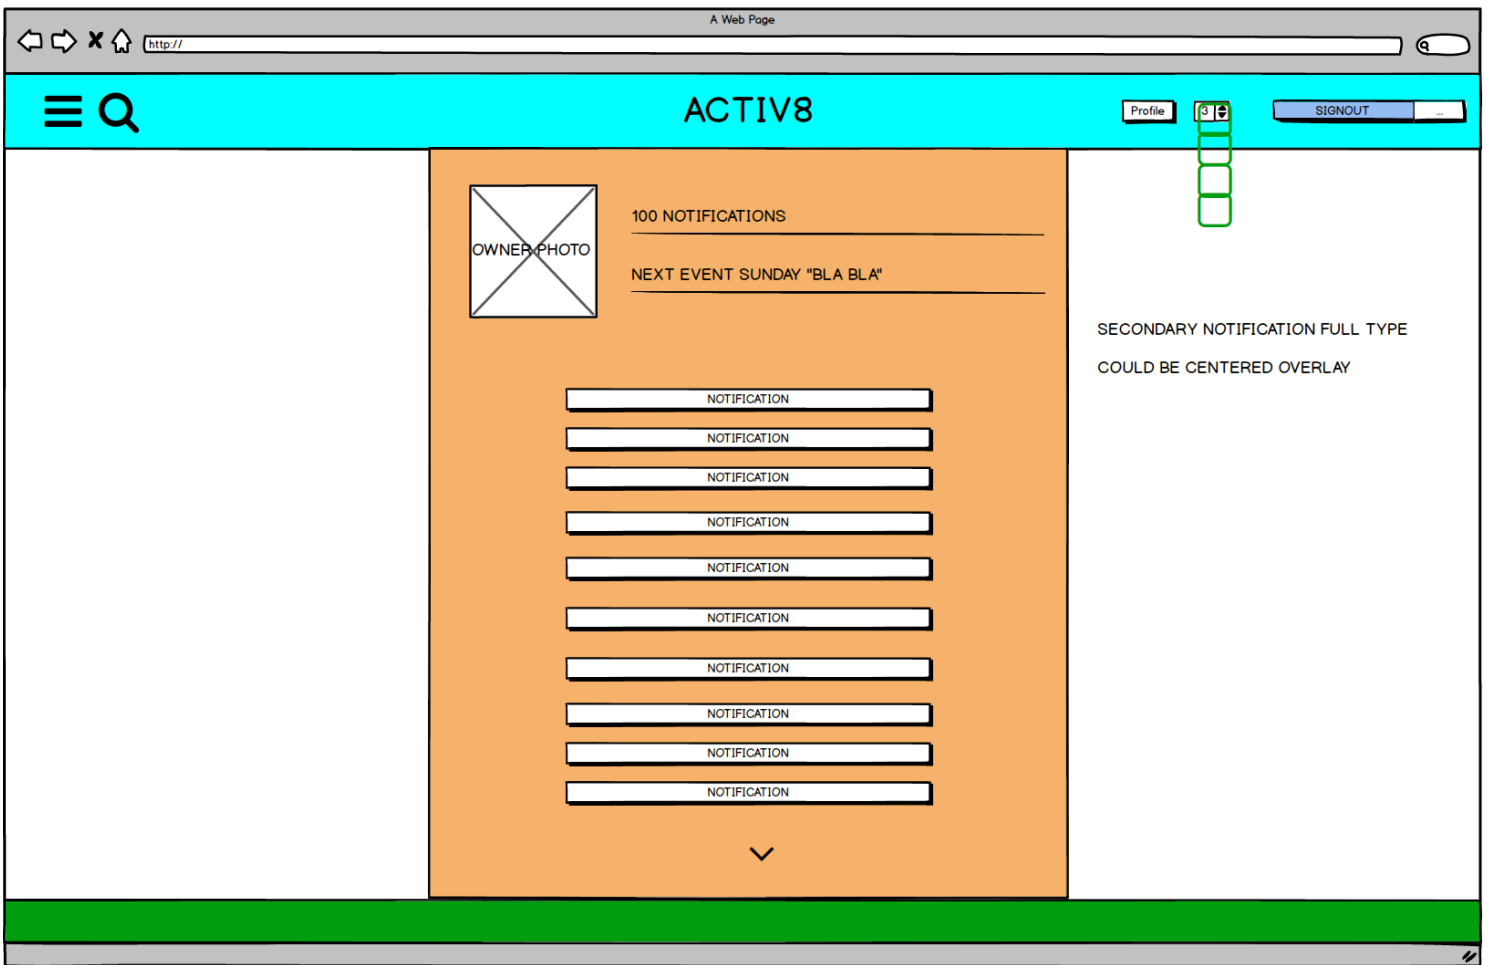 A Web Page
http://
ACTIV8
Profile
3
SIGNOUT
...
OWNER PHOTO
100 NOTIFICATIONS
NEXT EVENT SUNDAY "BLA BLA"
SECONDARY NOTIFICATION FULL TYPE
COULD BE CENTERED OVERLAY
NOTIFICATION
NOTIFICATION
NOTIFICATION
NOTIFICATION
NOTIFICATION
NOTIFICATION
NOTIFICATION
NOTIFICATION
NOTIFICATION
NOTIFICATION